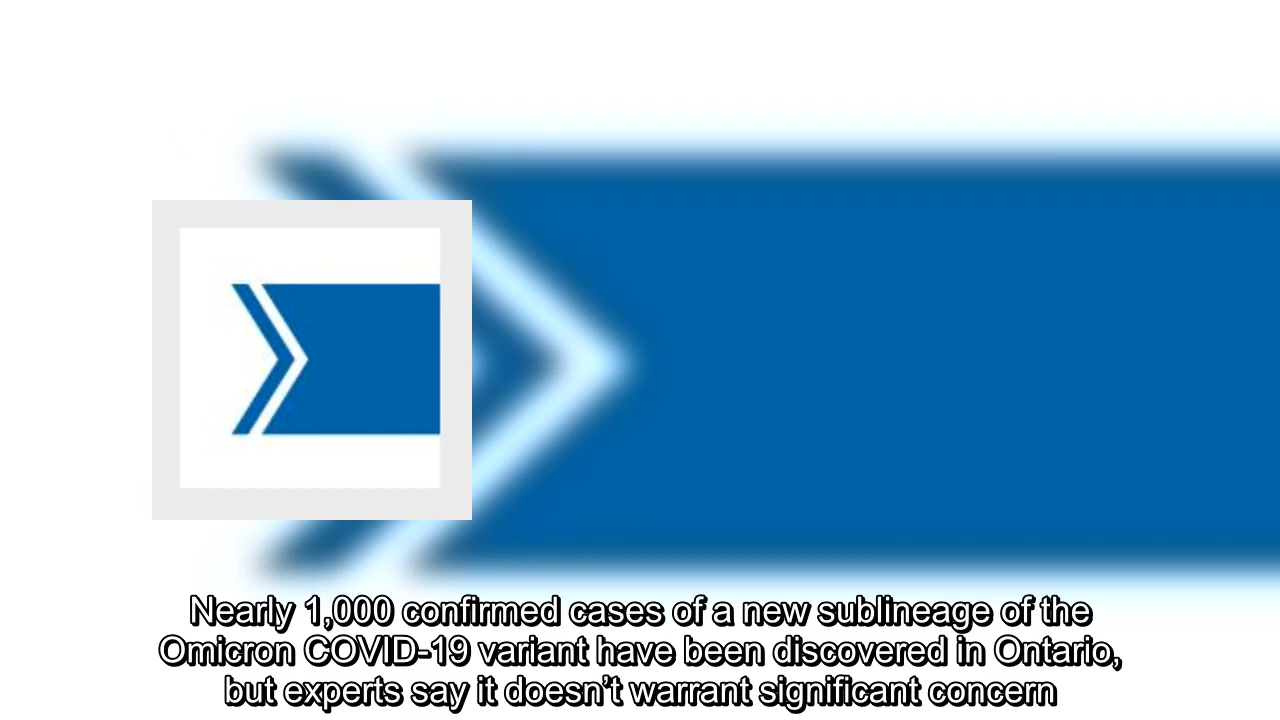 Nearly 1,000 confirmed cases of a new sublineage of the
Omicron COVID-19 variant have been discovered in Ontario,
but experts say it doesn’t warrant significant concern